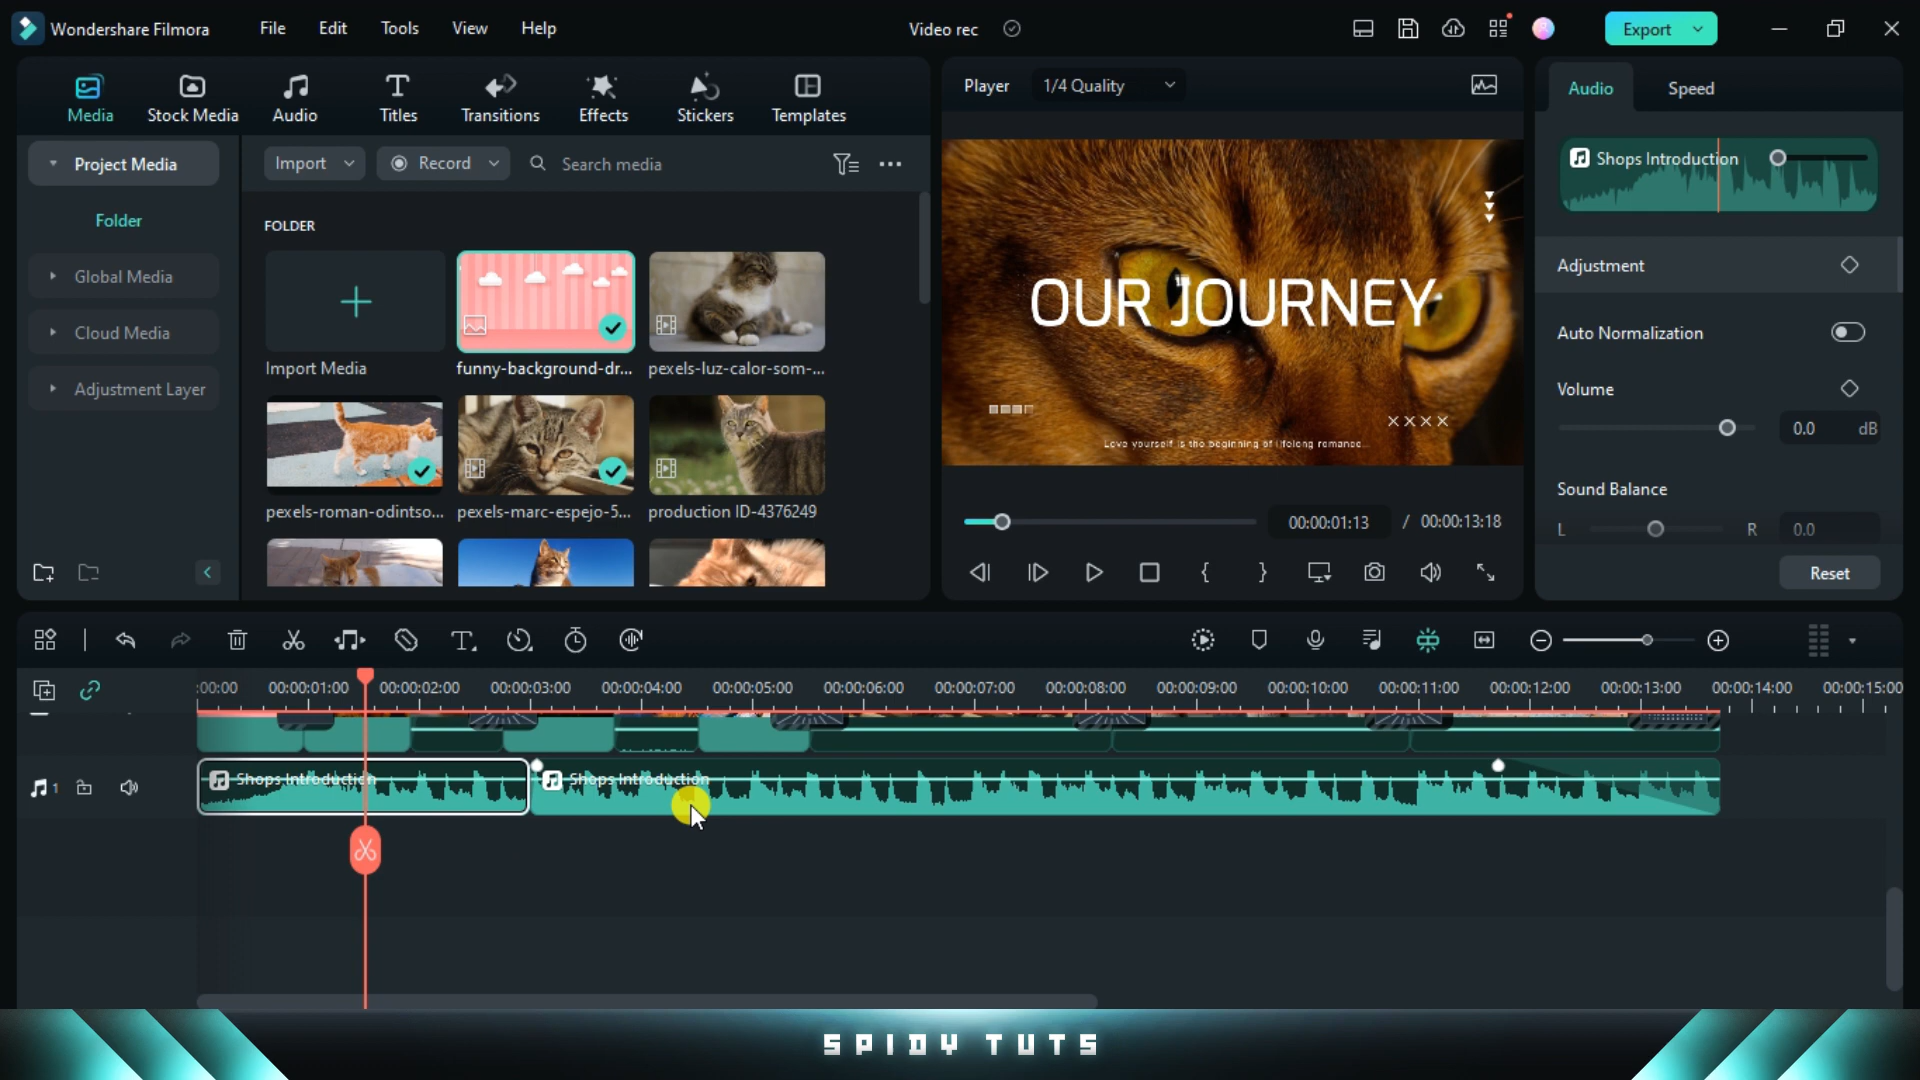 Wondershare Filmora
File
Edit
Tools
View
Help
Video rec
Export
Media
Stock Media
Audio
Titles
Transitions
Effects
Stickers
Templates
Player
1/4 Quality
Audio
Speed
Project Media
Import
Record
Search media
Folder
Global Media
Cloud Media
Adjustment Layer
FOLDER
Import Media
funny-background-dr...
pexels-luz-calor-som-...
pexels-roman-odintso...
pexels-marc-espejo-5...
production ID-4376249
OUR JOURNEY
Love yourself is the beginning of lifelong romance...
00:00:01:13 / 00:00:13:18
Shops Introduction
Adjustment
Auto Normalization
Volume
0.0 dB
Sound Balance
L
R
0.0
Reset
:00:00 00:00:01:00 00:00:02:00 00:00:03:00 00:00:04:00 00:00:05:00 00:00:06:00 00:00:07:00 00:00:08:00 00:00:09:00 00:00:10:00 00:00:11:00 00:00:12:00 00:00:13:00 00:00:14:00 00:00:15:00
1
Shops Introduction
Shops Introduction
SPIDY TUTS